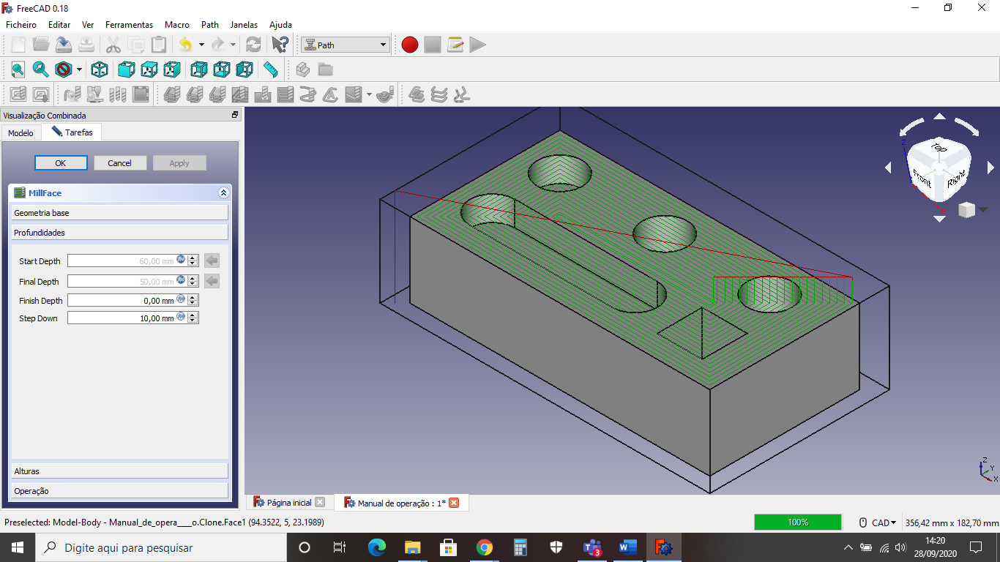 FreeCAD 0.18
Ficheiro Editar Ver Ferramentas Macro Path Janelas Ajuda
Path
Visualização Combinada
Modelo Tarefas
OK Cancel Apply
MillFace
Geometria base
Profundidades
Start Depth 60,00 mm
Final Depth 50,00 mm
Finish Depth 0,00 mm
Step Down 10,00 mm
Alturas
Operação
Top
Front
Right
Z
X
Z
Y
X
Página inicial Manual de operação : 1*
Preselected: Model-Body - Manual_de_opera____o.Clone.Face1 (94.3522, 5, 23.1989) 100% CAD 356,42 mm x 182,70 mm
Digite aqui para pesquisar
3
14:20
28/09/2020